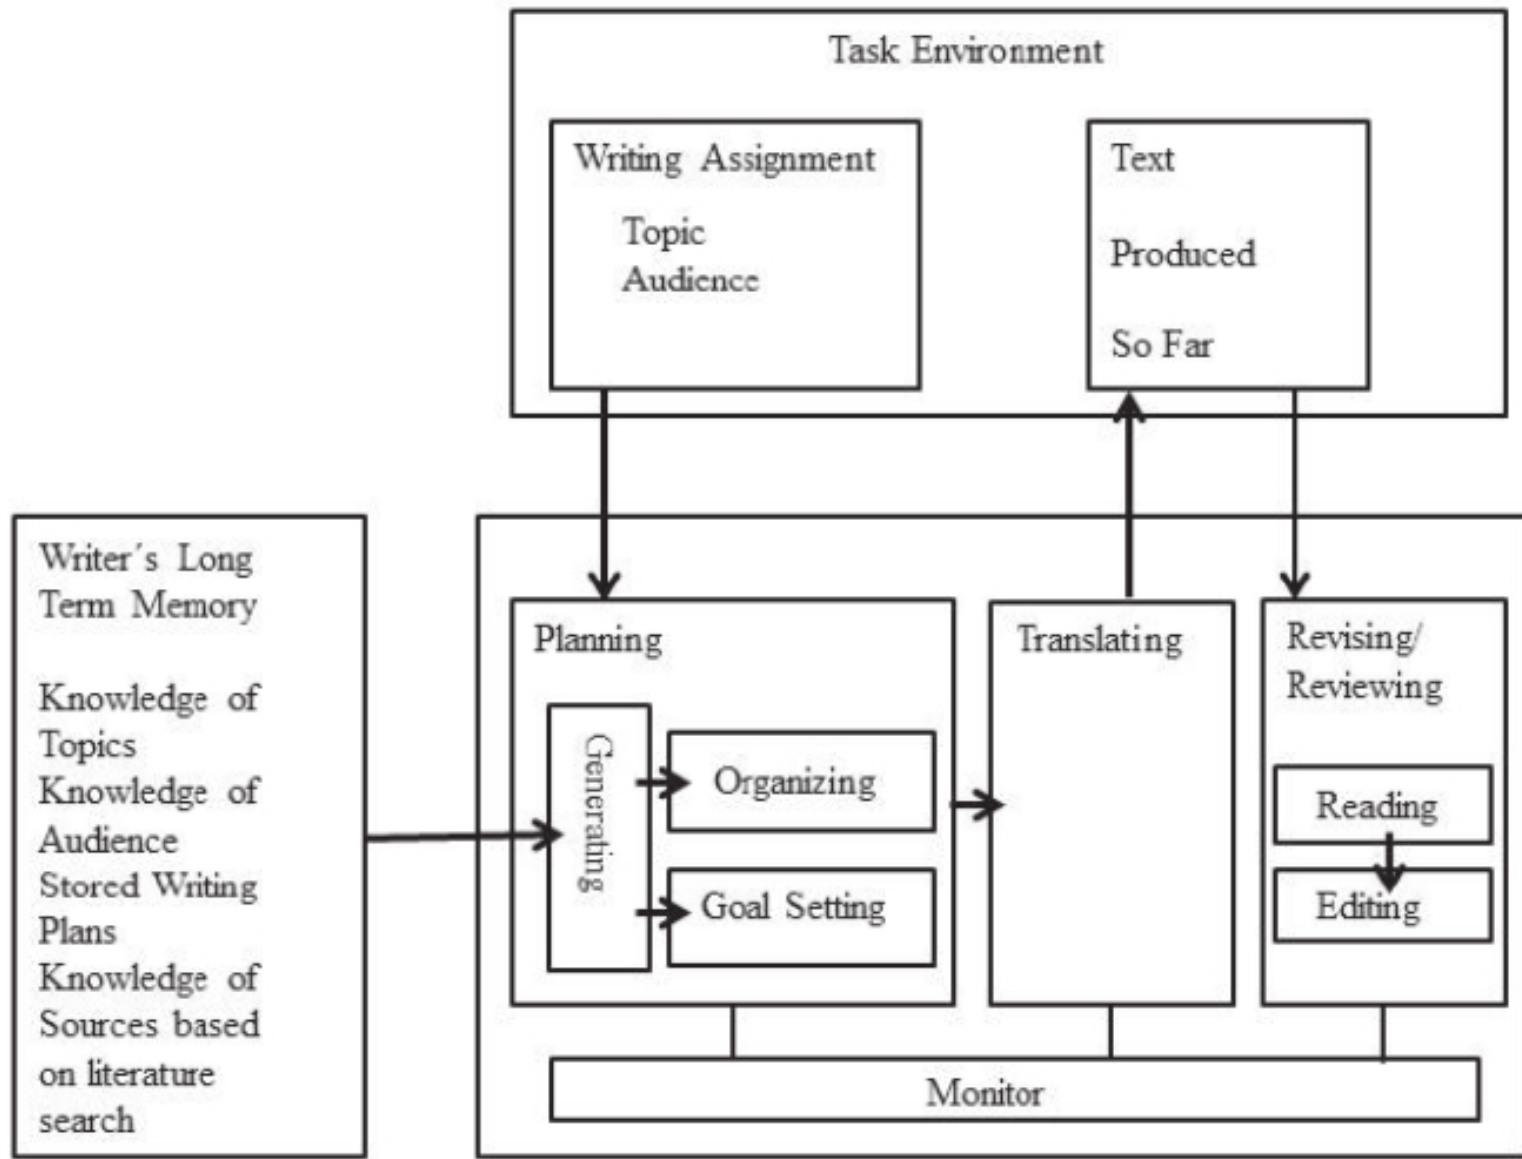 Task Environment
Writing Assignment
Topic
Audience
Text
Produced
So Far
Writer´s Long
Term Memory
Knowledge of
Topics
Knowledge of
Audience
Stored Writing
Plans
Knowledge of
Sources based
on literature
search
Planning
Generating
Organizing
Goal Setting
Translating
Revising/
Reviewing
Reading
Editing
Monitor